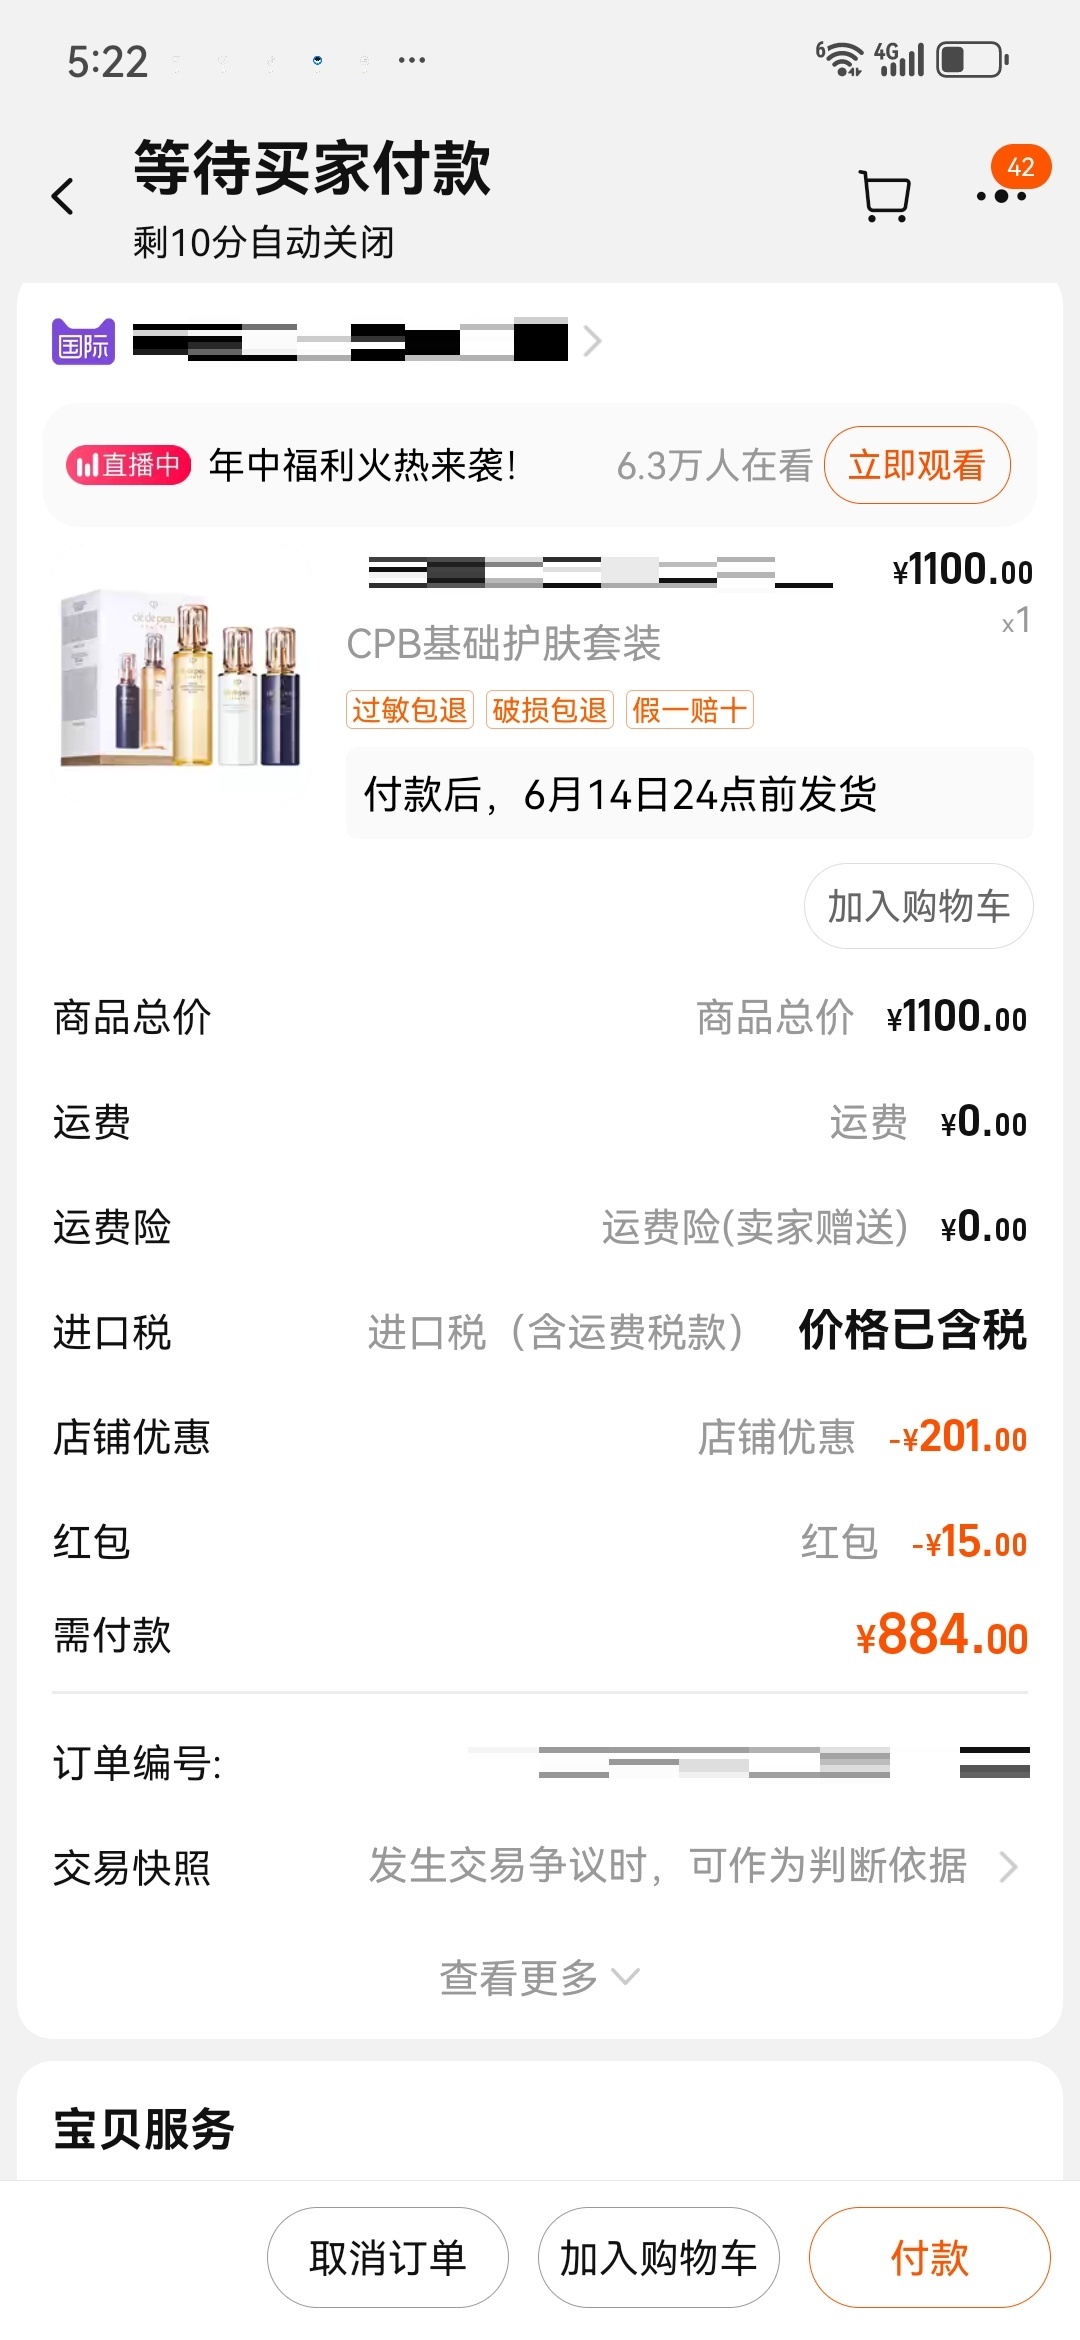 5:22
6 4G
等待买家付款
42
剩10分自动关闭
国际
直播中 年中福利火热来袭! 6.3万人在看 立即观看
¥1100.00
x1
clé de peau
CPB基础护肤套装
过敏包退 破损包退 假一赔十
付款后，6月14日24点前发货
加入购物车
商品总价 商品总价 ¥1100.00
运费 运费 ¥0.00
运费险 运费险(卖家赠送) ¥0.00
进口税 进口税（含运费税款） 价格已含税
店铺优惠 店铺优惠 -¥201.00
红包 红包 -¥15.00
需付款 ¥884.00
订单编号:
交易快照 发生交易争议时，可作为判断依据
查看更多
宝贝服务
取消订单 加入购物车 付款